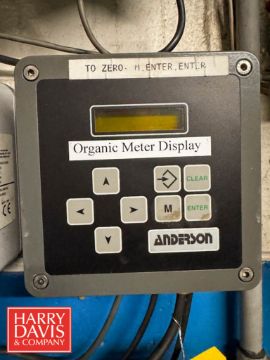 TO ZERO- M,ENTER,ENTER
Organic Meter Display
CLEAR
M
ENTER
ANDERSON
HARRY
DAVIS
& COMPANY